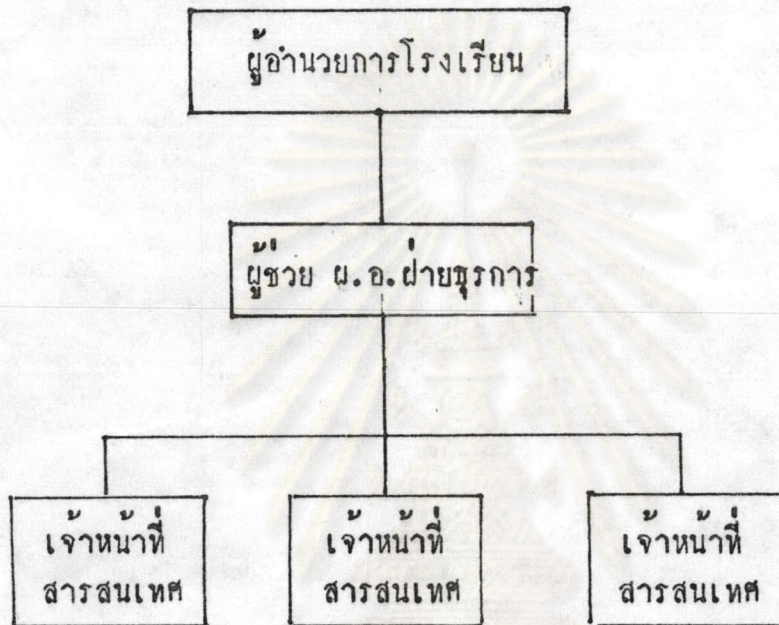 ผู้อำนวยการโรงเรียน
ผู้ช่วย ผ.อ.ฝ่ายธุรการ
เจ้าหน้าที่
สารสนเทศ
เจ้าหน้าที่
สารสนเทศ
เจ้าหน้าที่
สารสนเทศ